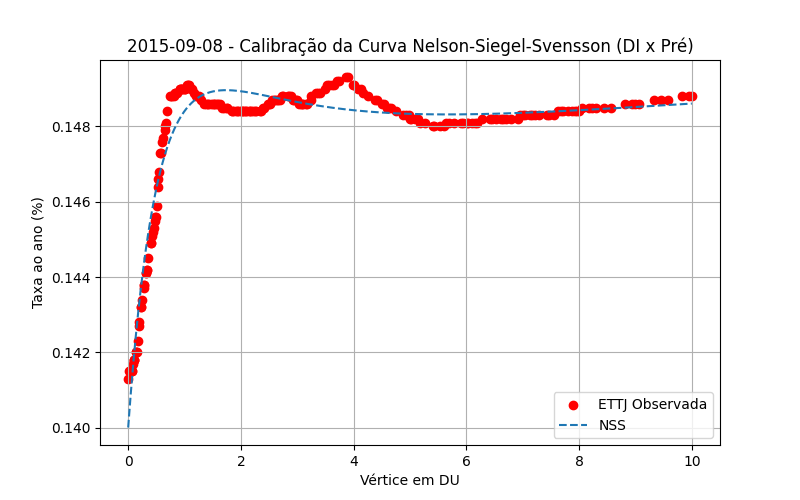 2015-09-08 - Calibração da Curva Nelson-Siegel-Svensson (DI x Pré)
Taxa ao ano (%)
0.148
0.146
0.144
0.142
0.140
ETTJ Observada
NSS
0 2 4 6 8 10
Vértice em DU